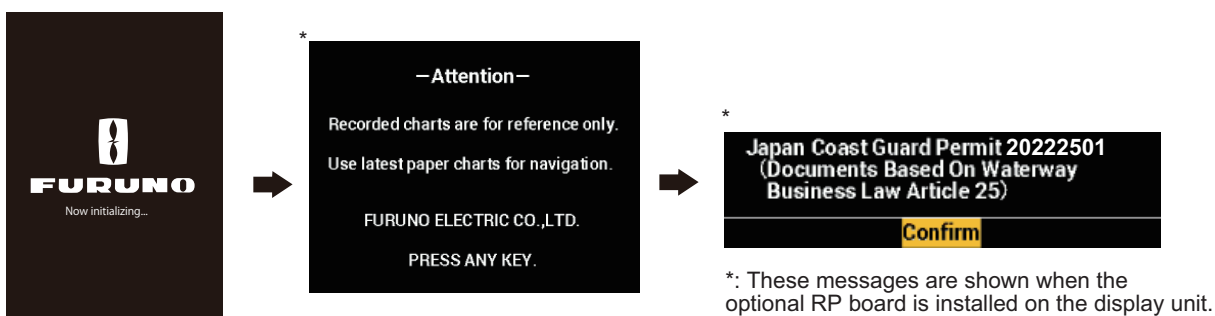 FURUNO
Now initializing...
*
—Attention—
Recorded charts are for reference only.
Use latest paper charts for navigation.
FURUNO ELECTRIC CO.,LTD.
PRESS ANY KEY.
*
Japan Coast Guard Permit 20222501
(Documents Based On Waterway
Business Law Article 25)
Confirm
*: These messages are shown when the
optional RP board is installed on the display unit.